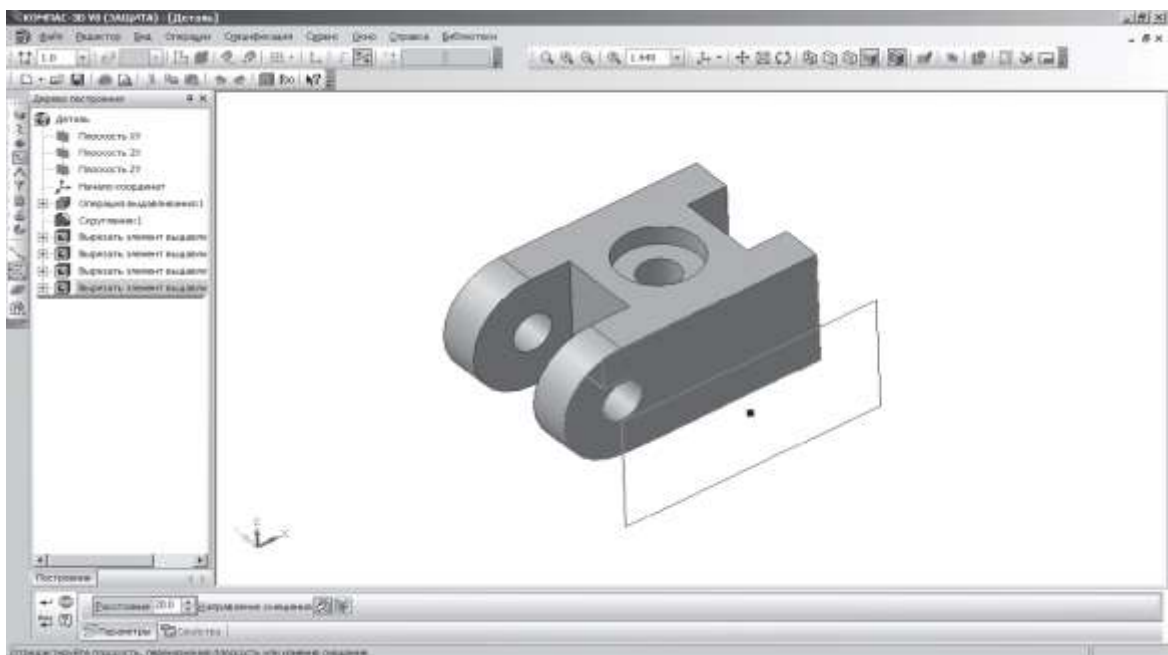 КОМПАС-3D V8 (ЗАЩИТА) - [Деталь]
Файл Редактор Вид Операции Спецификация Сервис Окно Справка Библиотеки
1.0
Дерево построения
Деталь
Плоскость XY
Плоскость ZX
Плоскость ZY
Начало координат
Операция выдавливания:1
Скругление:1
Вырезать элемент выдавли
Вырезать элемент выдавли
Вырезать элемент выдавли
Вырезать элемент выдавли
Построение
Расстояние 20.0 Направление смещения
Параметры Свойства